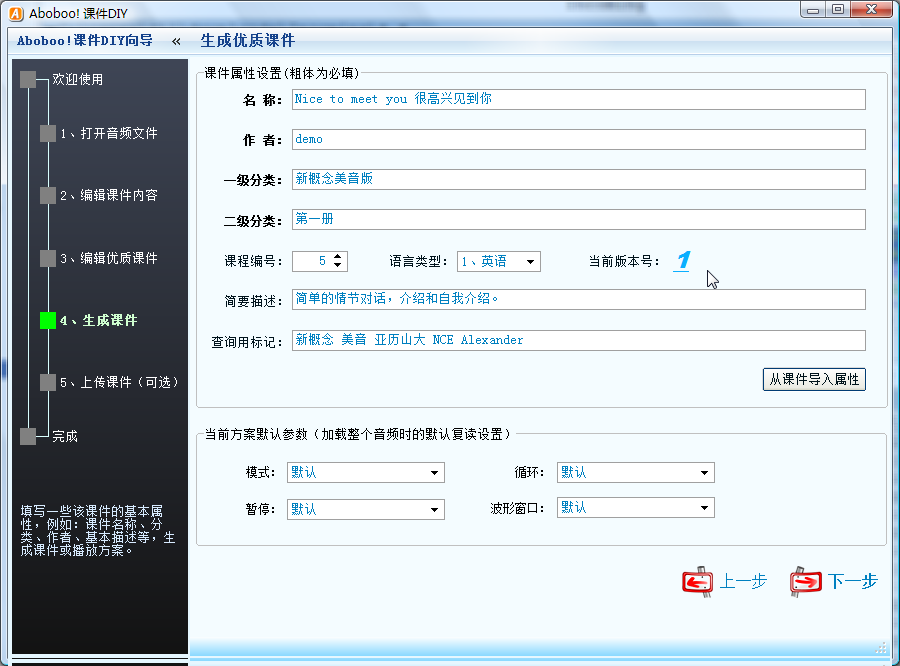 Aboboo! 课件DIY
Aboboo!课件DIY向导 « 生成优质课件
欢迎使用
1、打开音频文件
2、编辑课件内容
3、编辑优质课件
4、生成课件
5、上传课件（可选）
完成
填写一些该课件的基本属
性，例如：课件名称、分
类、作者、基本描述等，生
成课件或播放方案。
课件属性设置(粗体为必填)
名 称: Nice to meet you 很高兴见到你
作 者: demo
一级分类: 新概念美音版
二级分类: 第一册
课程编号: 5 语言类型: 1、英语 当前版本号: 1
简要描述: 简单的情节对话，介绍和自我介绍。
查询用标记: 新概念 美音 亚历山大 NCE Alexander
从课件导入属性
当前方案默认参数（加载整个音频时的默认复读设置）
模式: 默认 循环: 默认
暂停: 默认 波形窗口: 默认
上一步 下一步